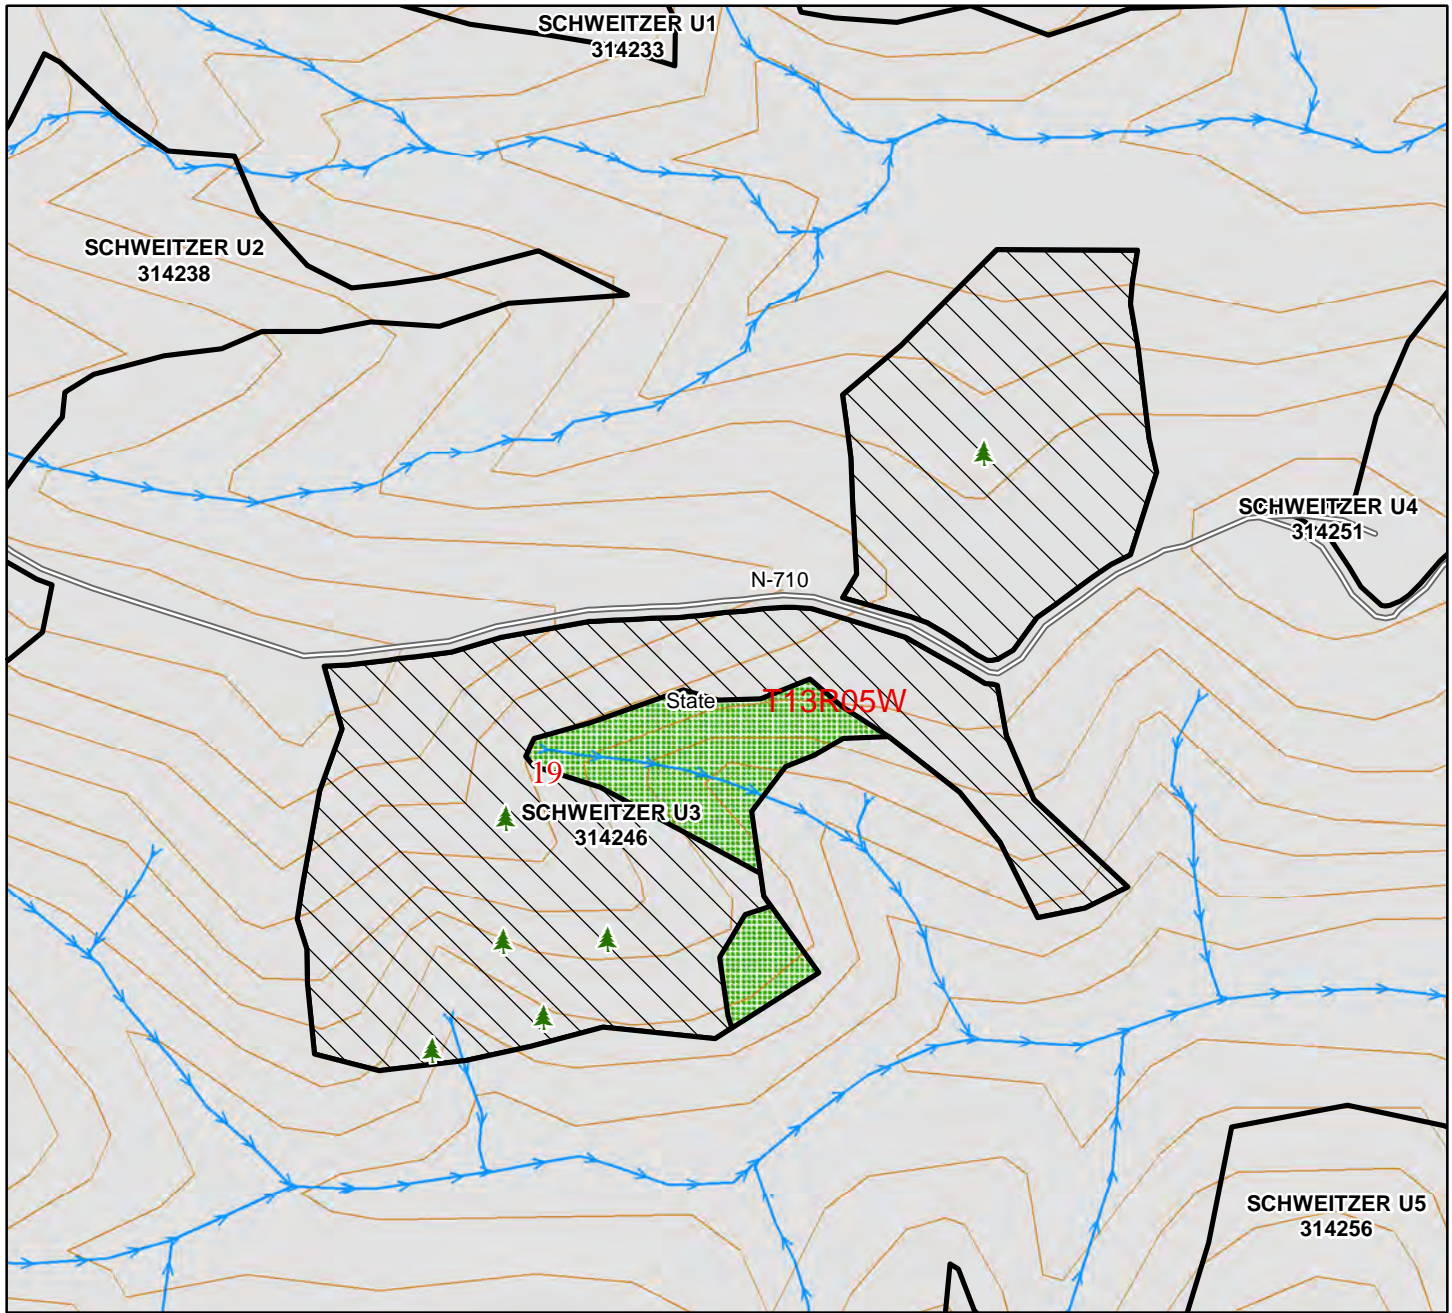 SCHWEITZER U1
314233
SCHWEITZER U2
314238
SCHWEITZER U4
314251
N-710
State
T13R05W
19
SCHWEITZER U3
314246
SCHWEITZER U5
314256